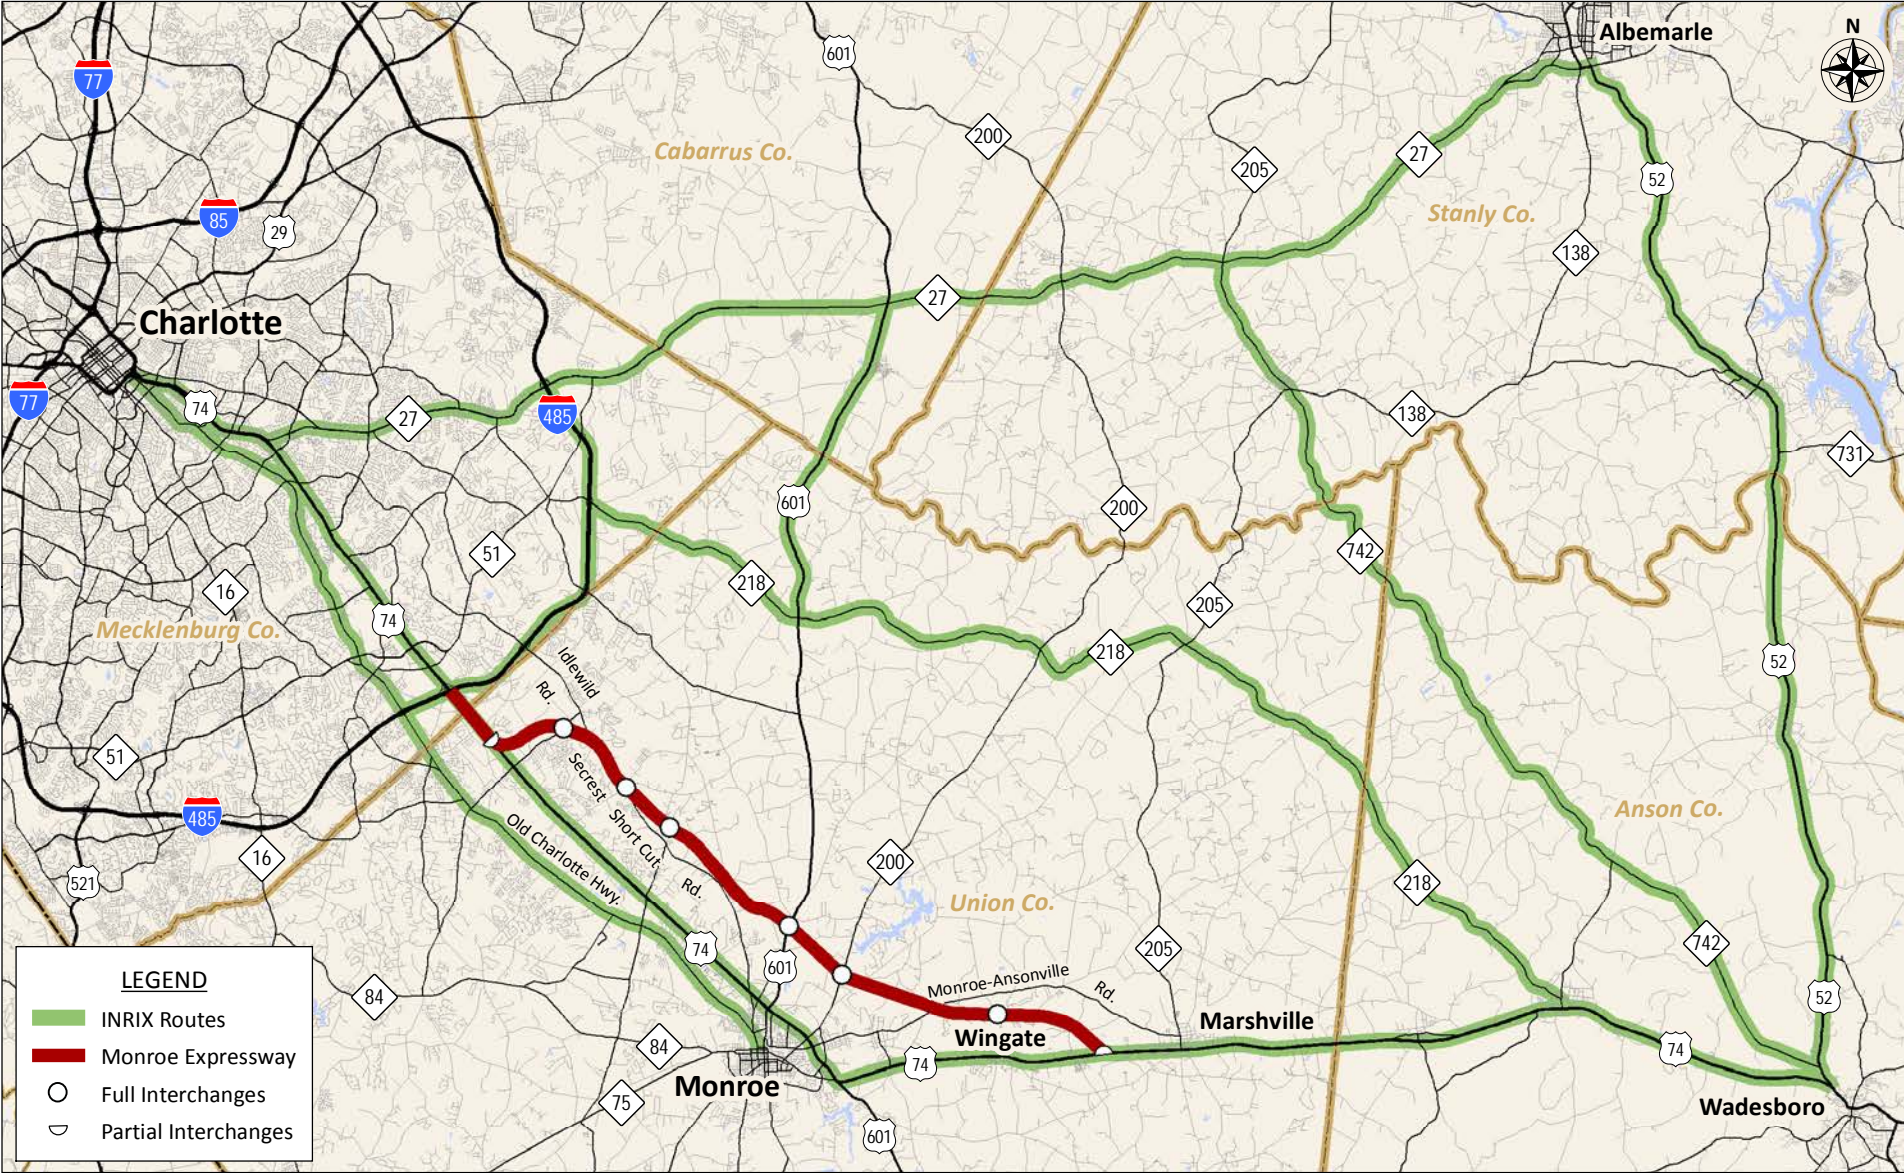 Albemarle
N
601
77
200
Cabarrus Co.
27
205
52
Stanly Co.
85
29
138
27
Charlotte
77
74
27
485
138
731
601
200
51
742
218
16
205
74
Mecklenburg Co.
218
52
Idlewild
Rd.
51
Secrest Short Cut Rd.
485
Anson Co.
Old Charlotte Hwy.
16
200
521
218
Union Co.
74
205
742
601
Monroe-Ansonville Rd.
84
52
Marshville
Wingate
84
74
74
Monroe
75
Wadesboro
601
LEGEND
INRIX Routes
Monroe Expressway
Full Interchanges
Partial Interchanges